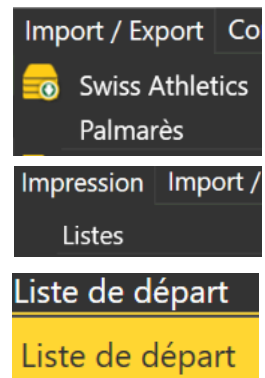 Import / Export Co
Swiss Athletics
Palmarès
Impression Import /
Listes
Liste de départ
Liste de départ